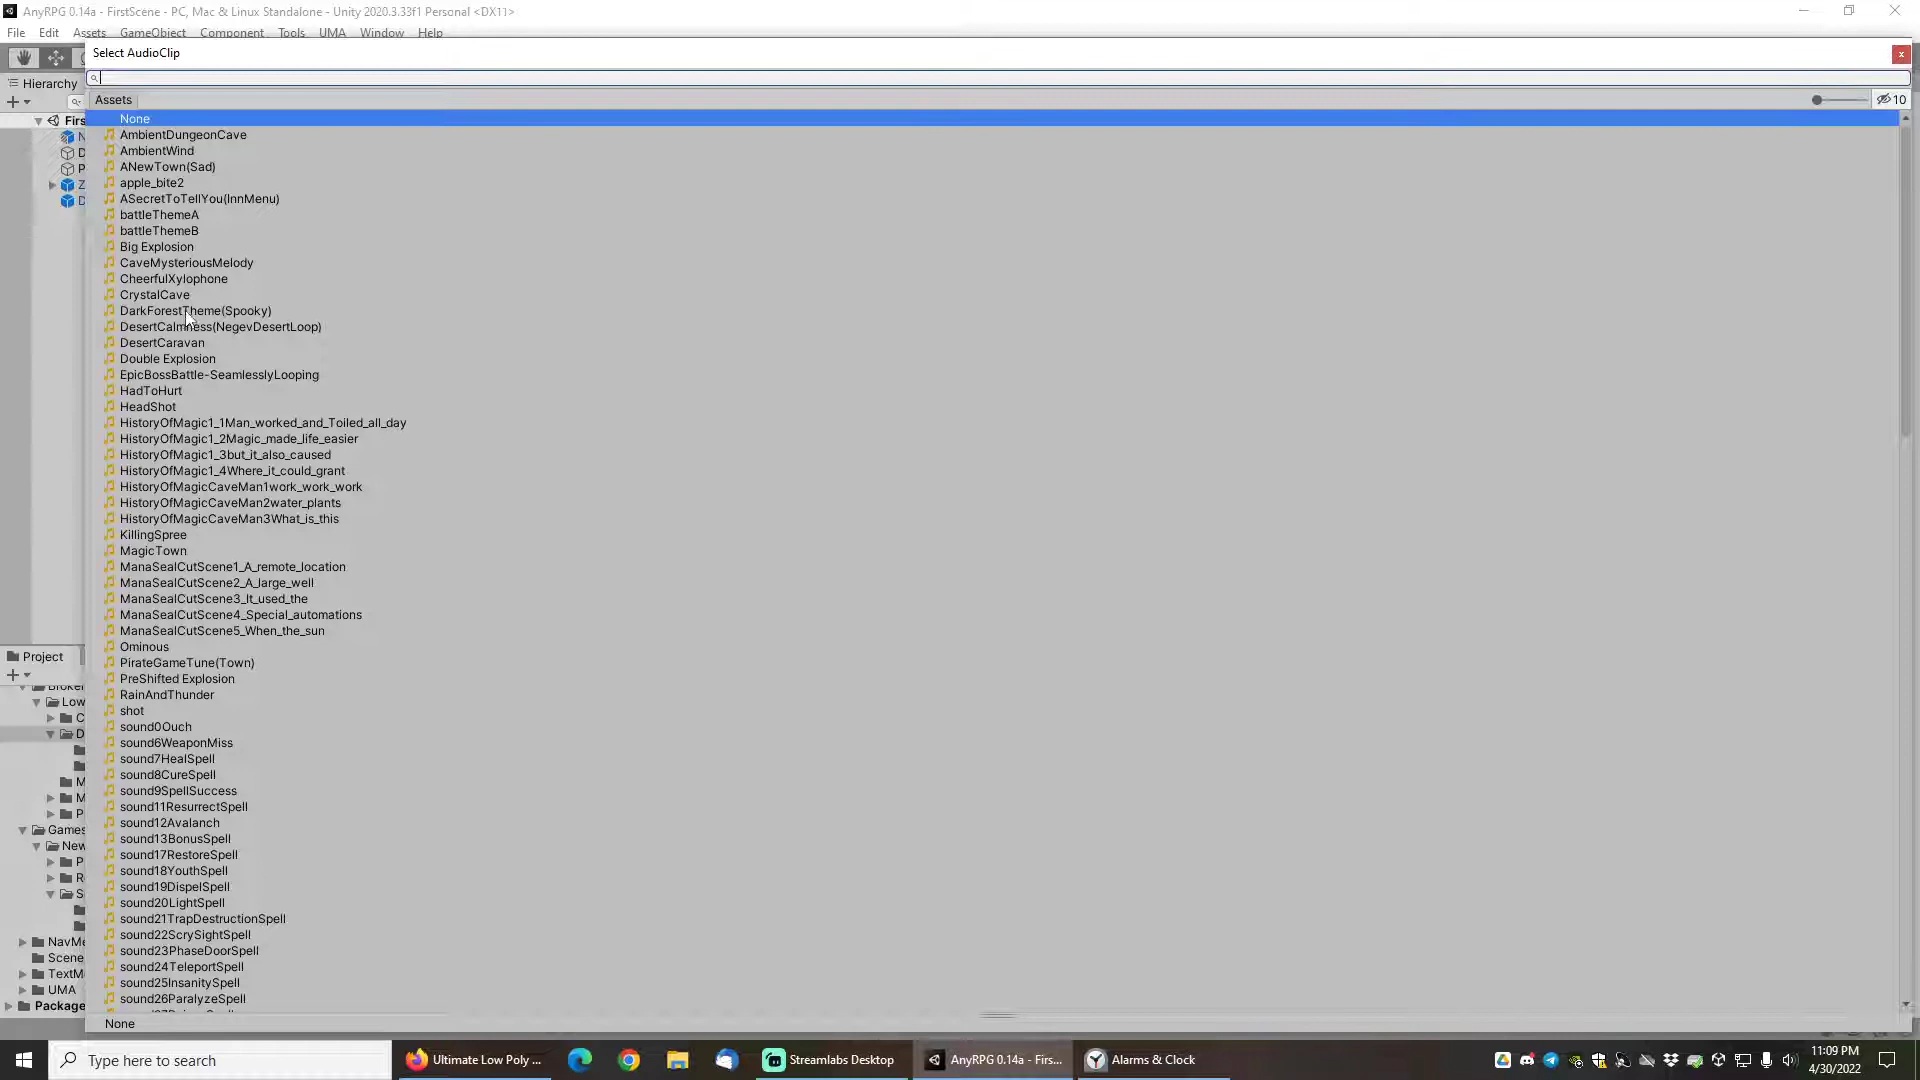 AnyRPG 0.14a - FirstScene - PC, Mac & Linux Standalone - Unity 2020.3.33f1 Personal <DX11>
File Edit Assets GameObject Component Tools UMA Window Help
Select AudioClip
x
Hierarchy
Assets
10
Firs
None
AmbientDungeonCave
AmbientWind
ANewTown(Sad)
apple_bite2
ASecretToTellYou(InnMenu)
battleThemeA
battleThemeB
Big Explosion
CaveMysteriousMelody
CheerfulXylophone
CrystalCave
DarkForestTheme(Spooky)
DesertCalmness(NegevDesertLoop)
DesertCaravan
Double Explosion
EpicBossBattle-SeamlesslyLooping
HadToHurt
HeadShot
HistoryOfMagic1_1Man_worked_and_Toiled_all_day
HistoryOfMagic1_2Magic_made_life_easier
HistoryOfMagic1_3but_it_also_caused
HistoryOfMagic1_4Where_it_could_grant
HistoryOfMagicCaveMan1work_work_work
HistoryOfMagicCaveMan2water_plants
HistoryOfMagicCaveMan3What_is_this
KillingSpree
MagicTown
ManaSealCutScene1_A_remote_location
ManaSealCutScene2_A_large_well
ManaSealCutScene3_It_used_the
ManaSealCutScene4_Special_automations
ManaSealCutScene5_When_the_sun
Ominous
Project
PirateGameTune(Town)
PreShifted Explosion
RainAndThunder
Low
shot
C
sound0Ouch
D
sound6WeaponMiss
sound7HealSpell
sound8CureSpell
M
sound9SpellSuccess
M
sound11ResurrectSpell
P
sound12Avalanch
Games
sound13BonusSpell
New
sound17RestoreSpell
P
sound18YouthSpell
R
sound19DispelSpell
S
sound20LightSpell
sound21TrapDestructionSpell
sound22ScrySightSpell
NavMe
sound23PhaseDoorSpell
Scene
sound24TeleportSpell
TextM
sound25InsanitySpell
UMA
sound26ParalyzeSpell
Package
None
Type here to search
Ultimate Low Poly ...
Streamlabs Desktop
AnyRPG 0.14a - Firs...
Alarms & Clock
11:09 PM
4/30/2022